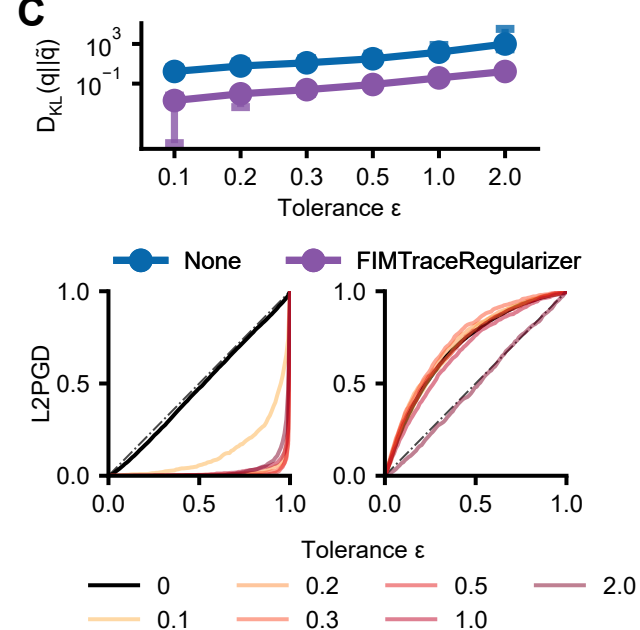 C
D_KL(q||q̃)
10^3
10^−1
0.1 0.2 0.3 0.5 1.0 2.0
Tolerance ε
None FIMTraceRegularizer
L2PGD
1.0
0.5
0.0
0.0 0.5 1.0
1.0
0.5
0.0
0.0 0.5 1.0
Tolerance ε
0 0.2 0.5 2.0
0.1 0.3 1.0